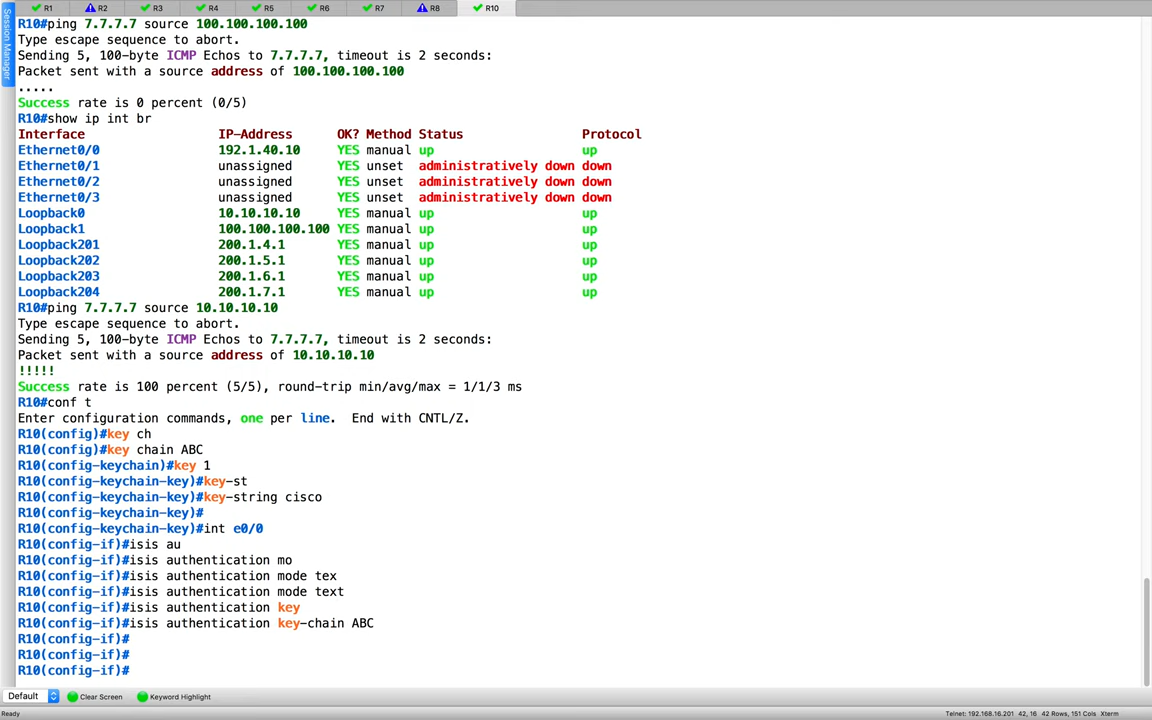 R1 R2 R3 R4 R5 R6 R7 R8 R10
Session Manager
R10#ping 7.7.7.7 source 100.100.100.100
Type escape sequence to abort.
Sending 5, 100-byte ICMP Echos to 7.7.7.7, timeout is 2 seconds:
Packet sent with a source address of 100.100.100.100
.....
Success rate is 0 percent (0/5)
R10#show ip int br
Interface IP-Address OK? Method Status Protocol
Ethernet0/0 192.1.40.10 YES manual up up
Ethernet0/1 unassigned YES unset administratively down down
Ethernet0/2 unassigned YES unset administratively down down
Ethernet0/3 unassigned YES unset administratively down down
Loopback0 10.10.10.10 YES manual up up
Loopback1 100.100.100.100 YES manual up up
Loopback201 200.1.4.1 YES manual up up
Loopback202 200.1.5.1 YES manual up up
Loopback203 200.1.6.1 YES manual up up
Loopback204 200.1.7.1 YES manual up up
R10#ping 7.7.7.7 source 10.10.10.10
Type escape sequence to abort.
Sending 5, 100-byte ICMP Echos to 7.7.7.7, timeout is 2 seconds:
Packet sent with a source address of 10.10.10.10
!!!!!
Success rate is 100 percent (5/5), round-trip min/avg/max = 1/1/3 ms
R10#conf t
Enter configuration commands, one per line.  End with CNTL/Z.
R10(config)#key ch
R10(config)#key chain ABC
R10(config-keychain)#key 1
R10(config-keychain-key)#key-st
R10(config-keychain-key)#key-string cisco
R10(config-keychain-key)#
R10(config-keychain-key)#int e0/0
R10(config-if)#isis au
R10(config-if)#isis authentication mo
R10(config-if)#isis authentication mode tex
R10(config-if)#isis authentication mode text
R10(config-if)#isis authentication key
R10(config-if)#isis authentication key-chain ABC
R10(config-if)#
R10(config-if)#
R10(config-if)#
Default Clear Screen Keyword Highlight
Ready Telnet: 192.168.16.201 42, 16 42 Rows, 151 Cols Xterm